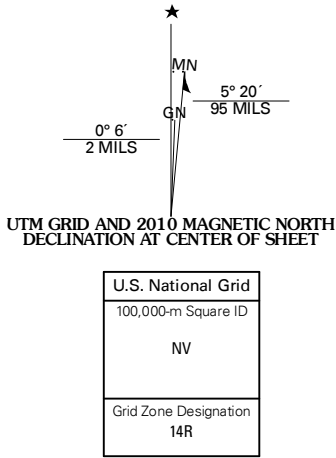 MN
5° 20´
95 MILS
GN
0° 6´
2 MILS
UTM GRID AND 2010 MAGNETIC NORTH
DECLINATION AT CENTER OF SHEET
U.S. National Grid
100,000-m Square ID
NV
Grid Zone Designation
14R